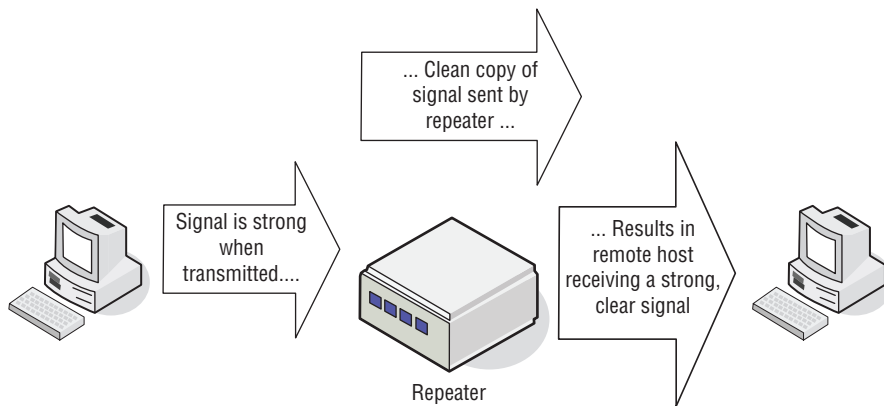 ... Clean copy of
signal sent by
repeater ...
Signal is strong
when
transmitted....
... Results in
remote host
receiving a strong,
clear signal
Repeater